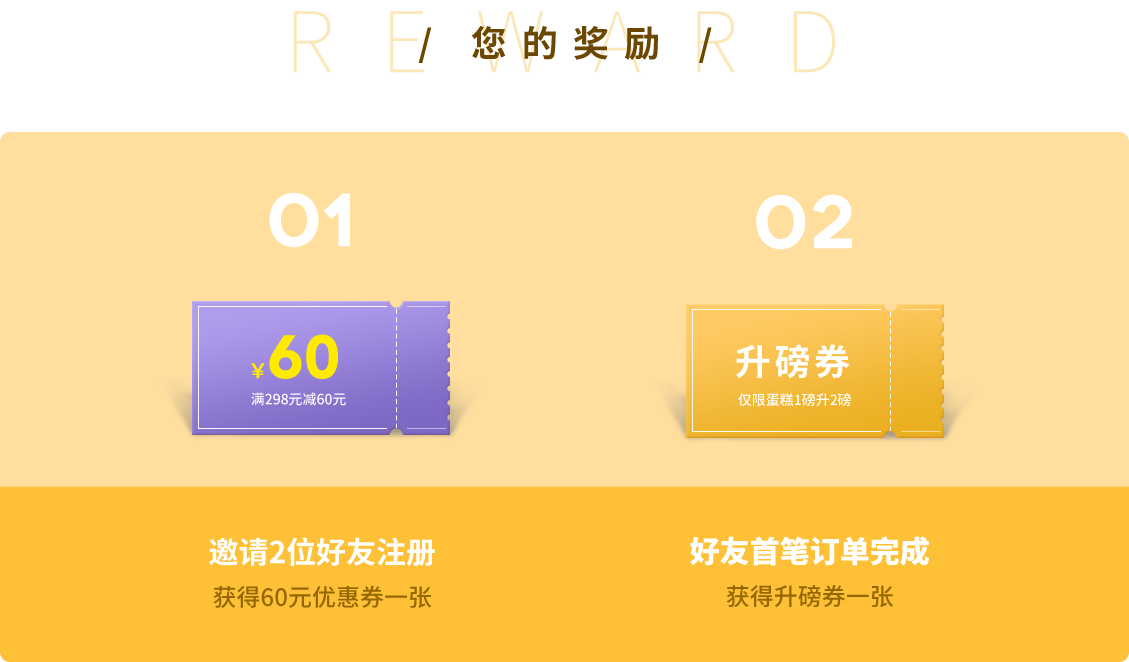 REWARD
/ 您的奖励 /
01
02
¥60
满298元减60元
升磅券
仅限蛋糕1磅升2磅
邀请2位好友注册
获得60元优惠券一张
好友首笔订单完成
获得升磅券一张